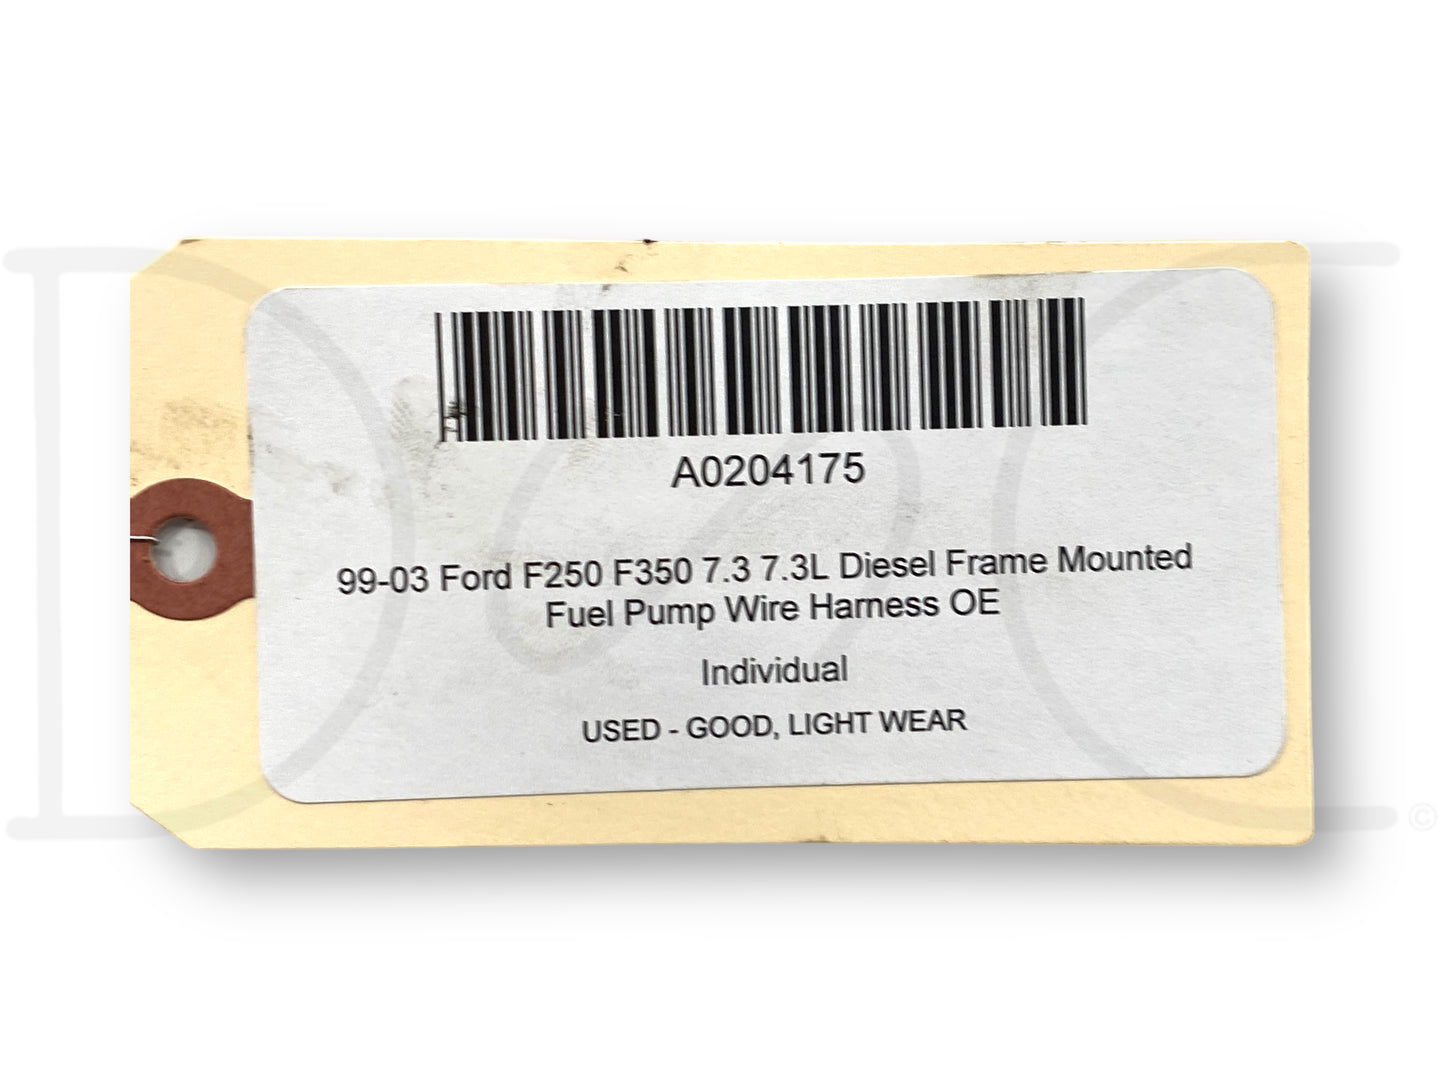 A0204175
99-03 Ford F250 F350 7.3 7.3L Diesel Frame Mounted
Fuel Pump Wire Harness OE
Individual
USED - GOOD, LIGHT WEAR
©